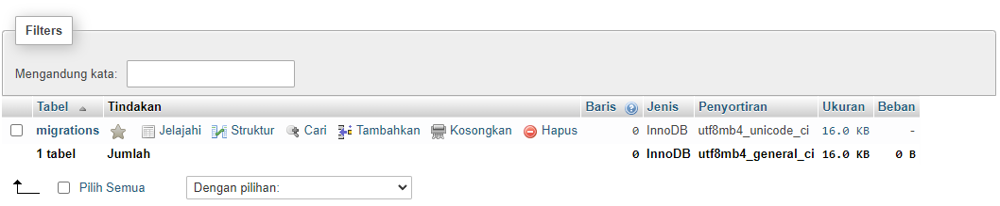 Filters
Mengandung kata:
Tabel Tindakan Baris Jenis Penyortiran Ukuran Beban
migrations Jelajahi Struktur Cari Tambahkan Kosongkan Hapus 0 InnoDB utf8mb4_unicode_ci 16.0 KB -
1 tabel Jumlah 0 InnoDB utf8mb4_general_ci 16.0 KB 0 B
Pilih Semua Dengan pilihan: